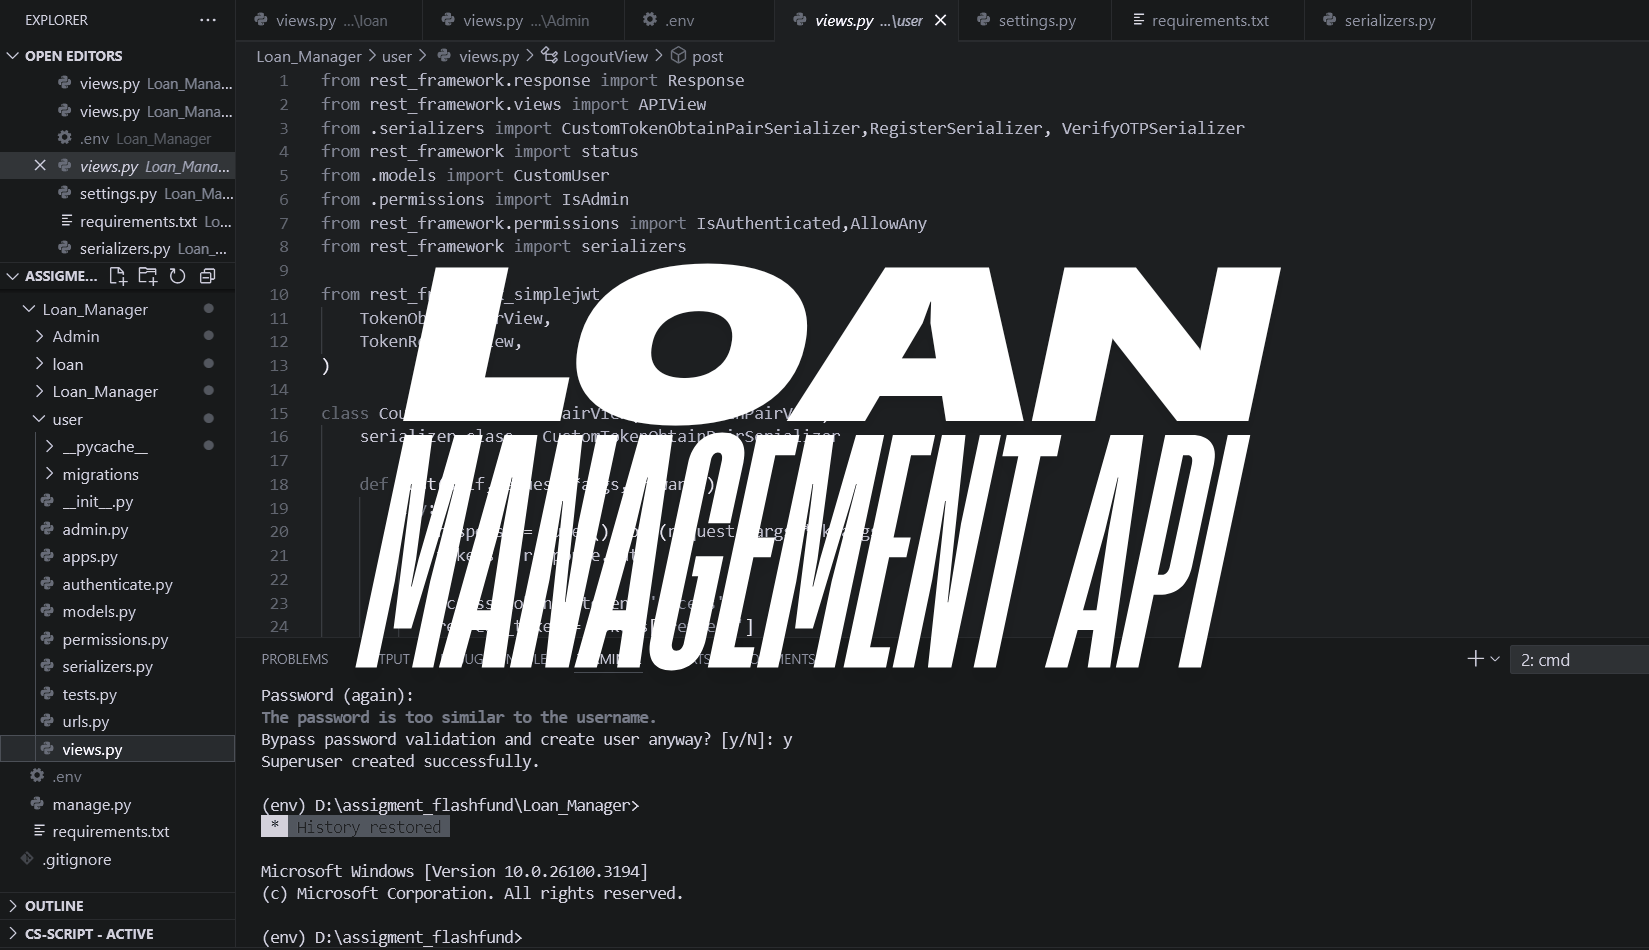 EXPLORER
OPEN EDITORS
views.py Loan_Mana...
views.py Loan_Mana...
.env Loan_Manager
views.py Loan_Mana...
settings.py Loan_Ma...
requirements.txt Lo...
serializers.py Loan_...
ASSIGME...
Loan_Manager
Admin
loan
Loan_Manager
user
__pycache__
migrations
__init__.py
admin.py
apps.py
authenticate.py
models.py
permissions.py
serializers.py
tests.py
urls.py
views.py
.env
manage.py
requirements.txt
.gitignore
OUTLINE
CS-SCRIPT - ACTIVE
views.py ...\loan
views.py ...\Admin
.env
views.py ...\user
settings.py
requirements.txt
serializers.py
Loan_Manager > user > views.py > LogoutView > post
1 from rest_framework.response import Response
2 from rest_framework.views import APIView
3 from .serializers import CustomTokenObtainPairSerializer,RegisterSerializer, VerifyOTPSerializer
4 from rest_framework import status
5 from .models import CustomUser
6 from .permissions import IsAdmin
7 from rest_framework.permissions import IsAuthenticated,AllowAny
8 from rest_framework import serializers
9
10 from
11
12
13 )
14
15 class
16 serializer_class CustomTokenObtainPairSerializer
17
18 def
19
20
21
22
23
24
LOAN
MANAGEMENT API
PROBLEMS
2: cmd
Password (again):
The password is too similar to the username.
Bypass password validation and create user anyway? [y/N]: y
Superuser created successfully.
(env) D:\assigment_flashfund\Loan_Manager>
* History restored
Microsoft Windows [Version 10.0.26100.3194]
(c) Microsoft Corporation. All rights reserved.
(env) D:\assigment_flashfund>